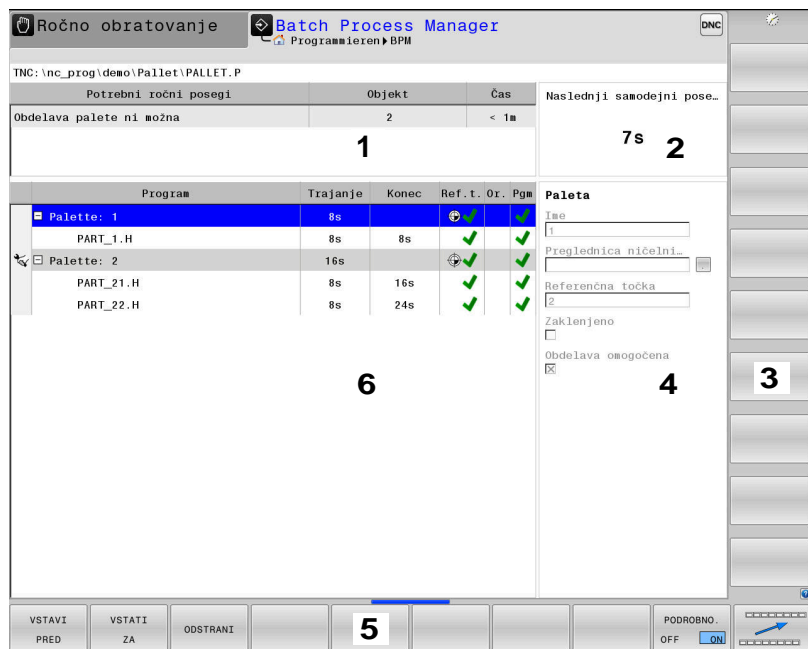 Ročno obratovanje
Batch Process Manager
Programmieren▶BPM
DNC
TNC:\nc_prog\demo\Pallet\PALLET.P
Potrebni ročni posegi Objekt Čas
Obdelava palete ni možna 2 < 1m
1
Naslednji samodejni pose…
7s
2
Program Trajanje Konec Ref.t. Or. Pgm
Palette: 1 8s
PART_1.H 8s 8s
Palette: 2 16s
PART_21.H 8s 16s
PART_22.H 8s 24s
6
Paleta
Ime
1
Preglednica ničelni…
Referenčna točka
2
Zaklenjeno
Obdelava omogočena
4
3
VSTAVI PRED
VSTATI ZA
ODSTRANI
5
PODROBNO.
OFF ON